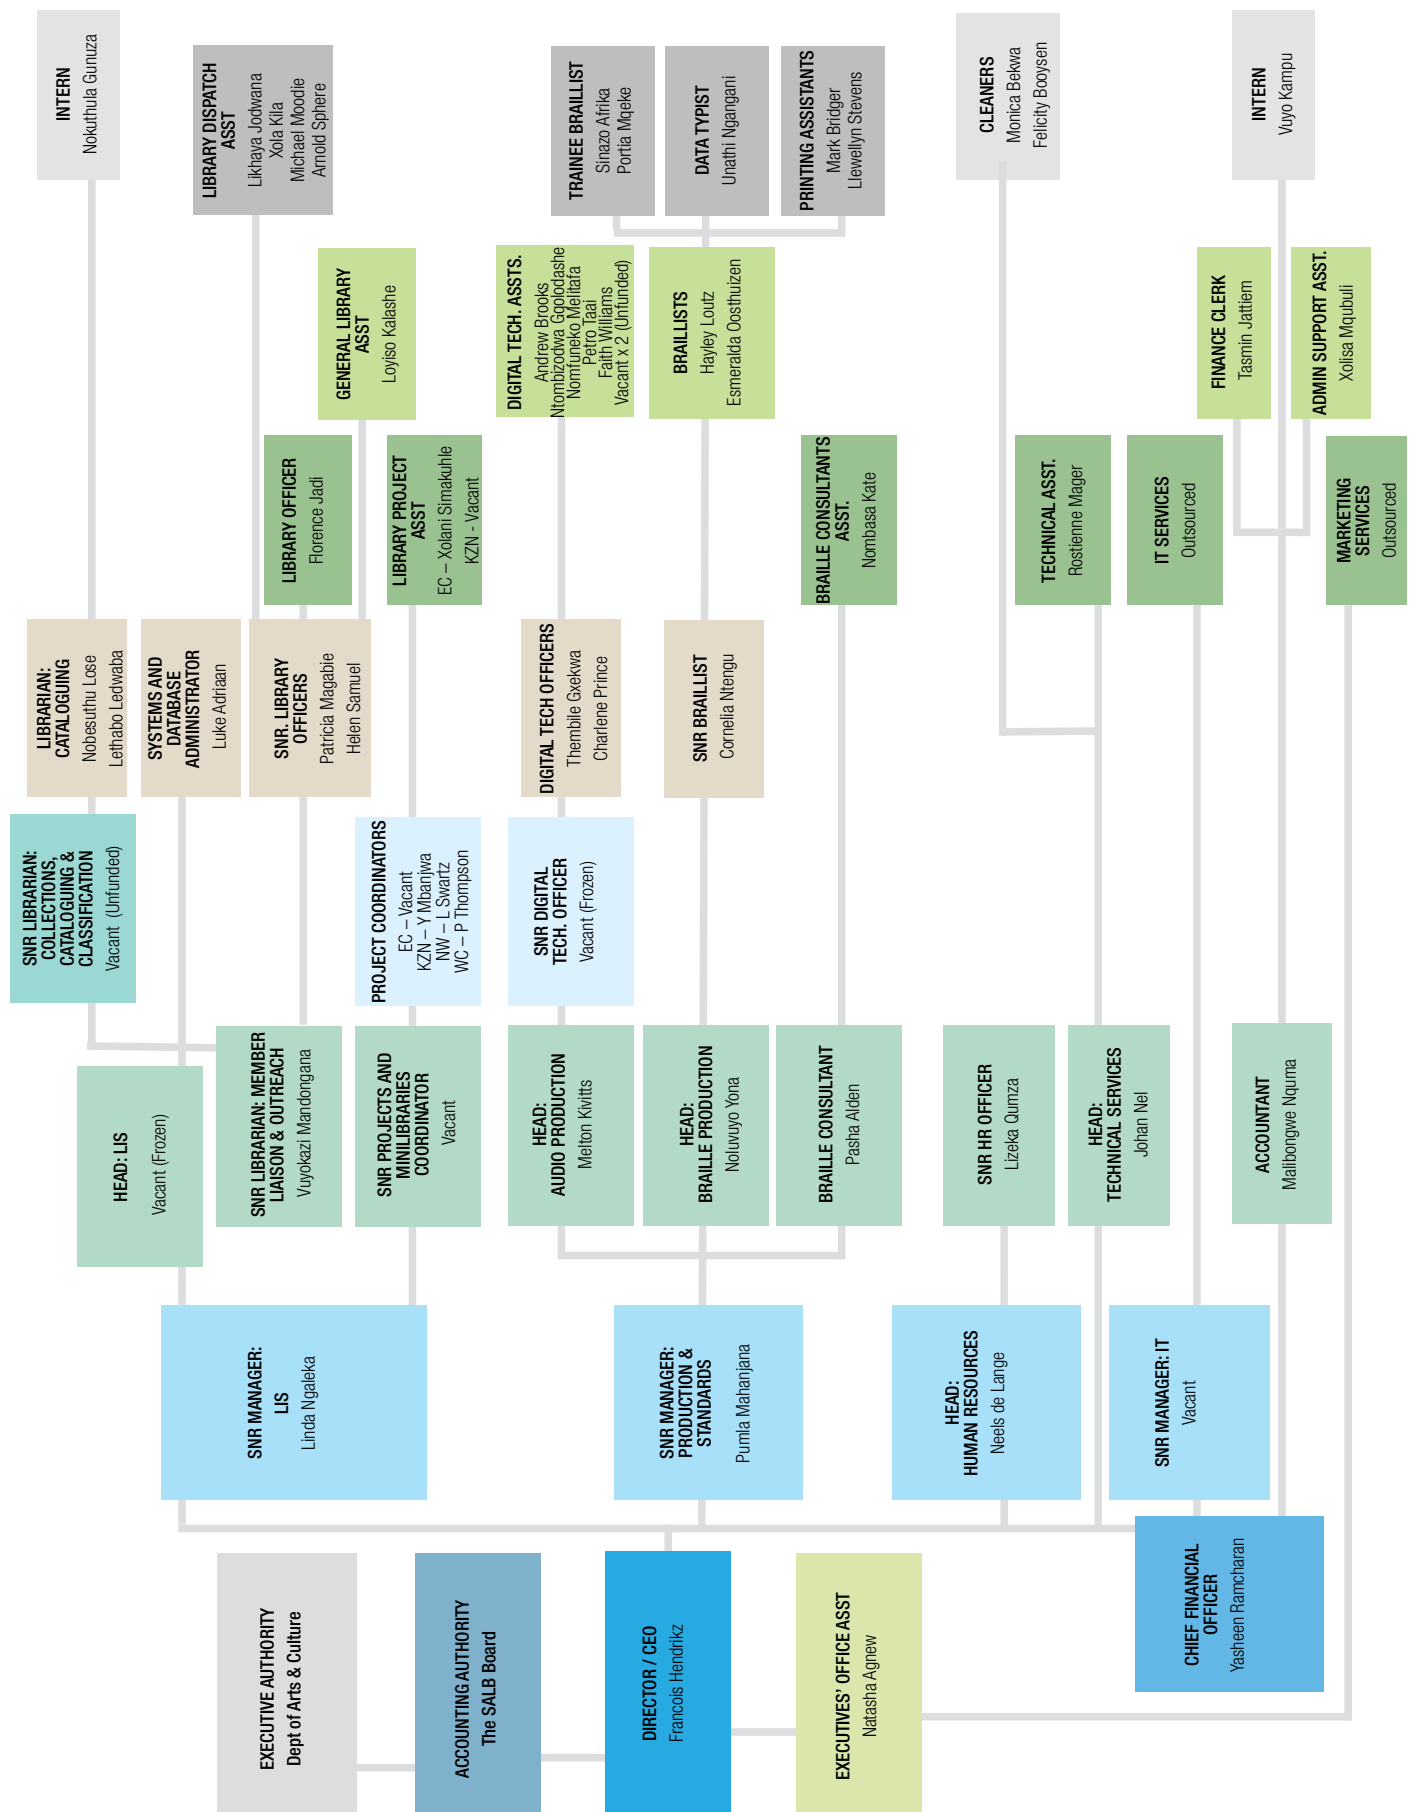 EXECUTIVE AUTHORITY
Dept of Arts & Culture
ACCOUNTING AUTHORITY
The SALB Board
DIRECTOR / CEO
Francois Hendrikz
EXECUTIVES’ OFFICE ASST
Natasha Agnew
CHIEF FINANCIAL
OFFICER
Yasheen Ramcharan
SNR MANAGER:
LIS
Linda Ngaleka
SNR MANAGER:
PRODUCTION &
STANDARDS
Pumla Mahanjana
HEAD:
HUMAN RESOURCES
Neels de Lange
SNR MANAGER: IT
Vacant
HEAD: LIS
Vacant (Frozen)
SNR LIBRARIAN: MEMBER
LIAISON & OUTREACH
Vuyokazi Mandongana
SNR PROJECTS AND
MINILIBARIES
COORDINATOR
Vacant
HEAD:
AUDIO PRODUCTION
Melton Kivitts
HEAD:
BRAILLE PRODUCTION
Noluvuyo Yona
BRAILLE CONSULTANT
Pasha Alden
SNR HR OFFICER
Lizeka Qumza
HEAD:
TECHNICAL SERVICES
Johan Nel
ACCOUNTANT
Malibongwe Nquma
SNR LIBRARIAN:
COLLECTIONS,
CATALOGUING &
CLASSIFICATION
Vacant (Unfunded)
PROJECT COORDINATORS
EC – Vacant
KZN – Y Mbanjwa
NW – L Swartz
WC – P Thompson
SNR DIGITAL
TECH. OFFICER
Vacant (Frozen)
LIBRARIAN:
CATALOGUING
Nobesuthu Lose
Lethabo Ledwaba
SYSTEMS AND
DATABASE
ADMINISTRATOR
Luke Adriaan
SNR. LIBRARY
OFFICERS
Patricia Magabie
Helen Samuel
DIGITAL TECH OFFICERS
Thembile Gxekwa
Charlene Prince
SNR BRAILLIST
Cornelia Ntengu
LIBRARY OFFICER
Florence Jadi
LIBRARY PROJECT
ASST
EC – Xolani Simakuhle
KZN - Vacant
BRAILLE CONSULTANTS
ASST.
Nombasa Kate
TECHNICAL ASST.
Rostienne Mager
IT SERVICES
Outsourced
MARKETING
SERVICES
Outsourced
GENERAL LIBRARY
ASST
Loyiso Kalashe
DIGITAL TECH. ASSTS.
Andrew Brooks
Ntombizodwa Gqolodashe
Nomfuneko Melitafa
Petro Taai
Faith Williams
Vacant x 2 (Unfunded)
BRAILLISTS
Hayley Loutz
Esmeralda Oosthuizen
FINANCE CLERK
Tasmin Jattiem
ADMIN SUPPORT ASST.
Xolisa Mqubuli
INTERN
Nokuthula Gunuza
LIBRARY DISPATCH
ASST
Likhaya Jodwana
Xola Kila
Michael Moodie
Arnold Sphere
TRAINEE BRAILLIST
Sinazo Afrika
Portia Mqeke
DATA TYPIST
Unathi Ngangani
PRINTING ASSISTANTS
Mark Bridger
Llewellyn Stevens
CLEANERS
Monica Bekwa
Felicity Booysen
INTERN
Vuyo Kampu